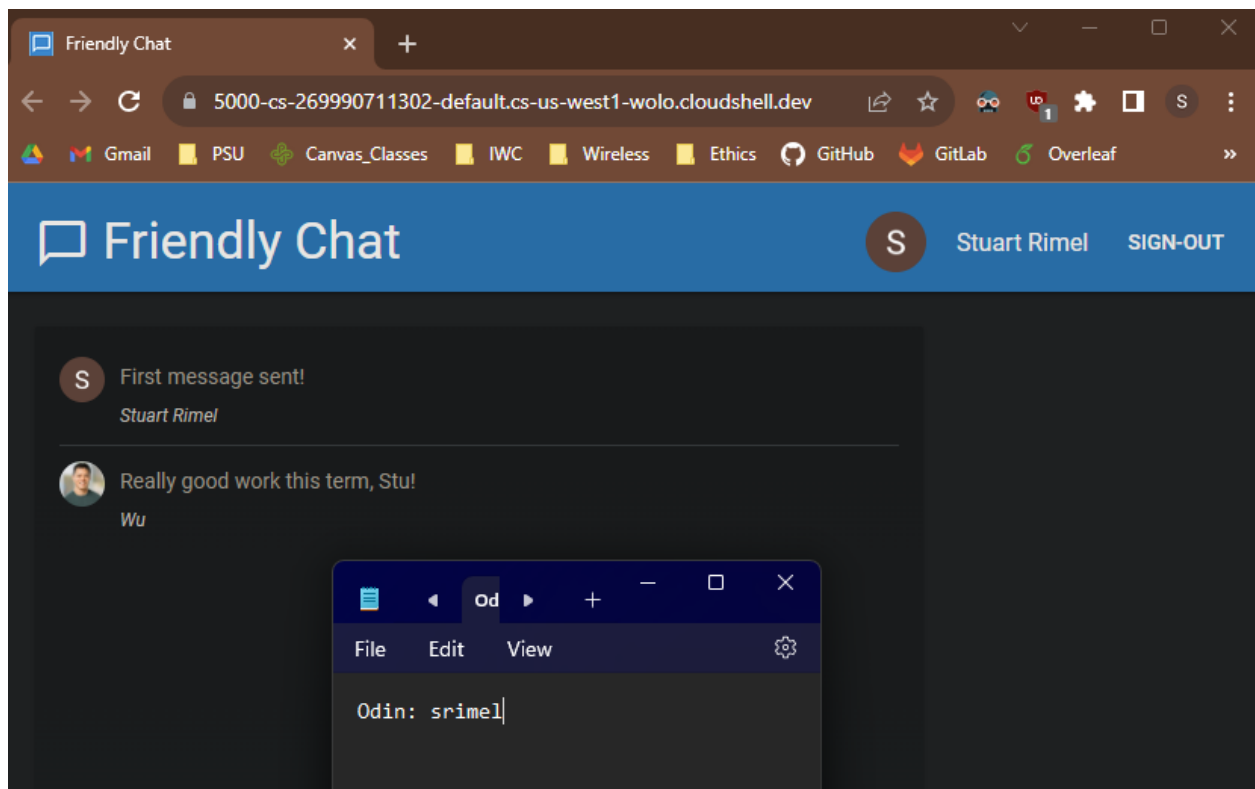 Friendly Chat
5000-cs-269990711302-default.cs-us-west1-wolo.cloudshell.dev
1
S
Gmail PSU Canvas_Classes IWC Wireless Ethics GitHub GitLab Overleaf »
Friendly Chat S Stuart Rimel SIGN-OUT
S First message sent!
Stuart Rimel
Really good work this term, Stu!
Wu
Od
File Edit View
Odin: srimel